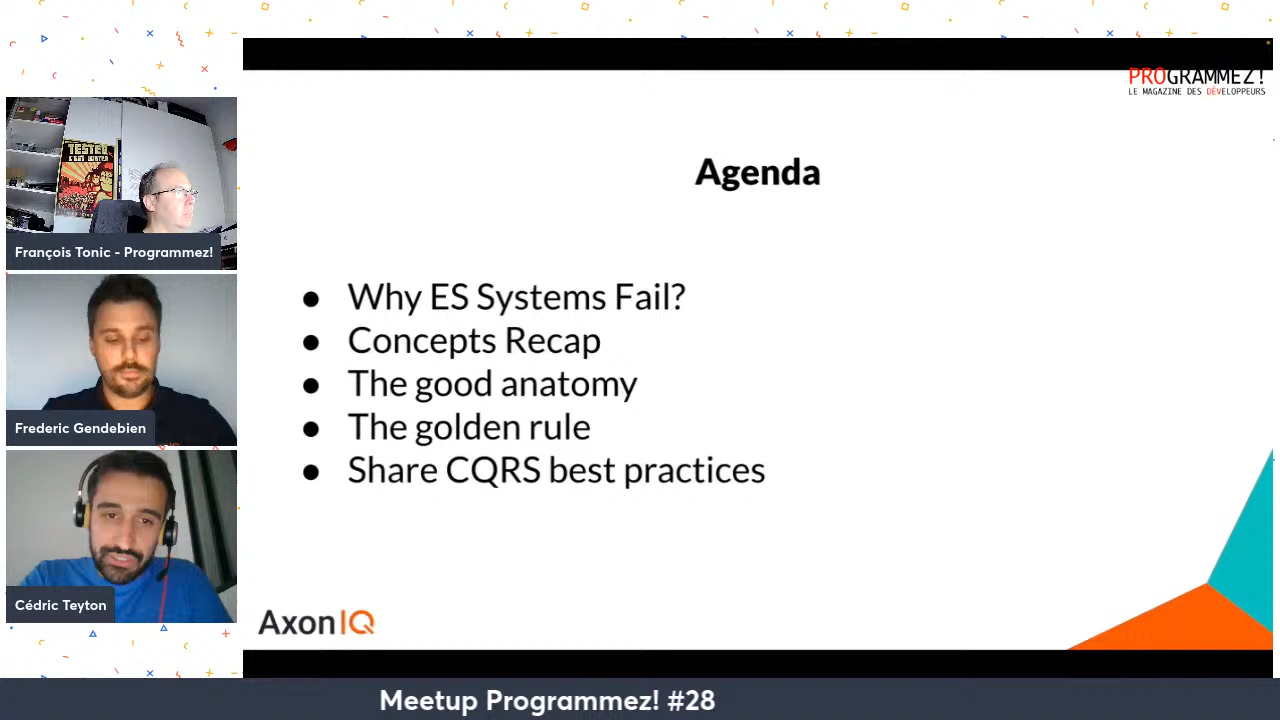 PROGRAMMEZ!
LE MAGAZINE DES DÉVELOPPEURS
François Tonic - Programmez!
Frederic Gendebien
Cédric Teyton
Agenda
● Why ES Systems Fail?
● Concepts Recap
● The good anatomy
● The golden rule
● Share CQRS best practices
AxonIQ
Meetup Programmez! #28